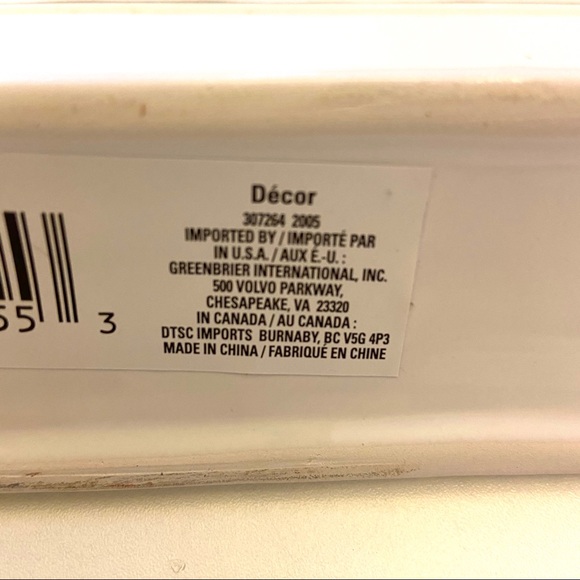 Décor
307264 2005
IMPORTED BY / IMPORTÉ PAR
IN U.S.A. / AUX É.-U. :
GREENBRIER INTERNATIONAL, INC.
500 VOLVO PARKWAY,
CHESAPEAKE, VA 23320
IN CANADA / AU CANADA :
DTSC IMPORTS BURNABY, BC V5G 4P3
MADE IN CHINA / FABRIQUÉ EN CHINE
55 3